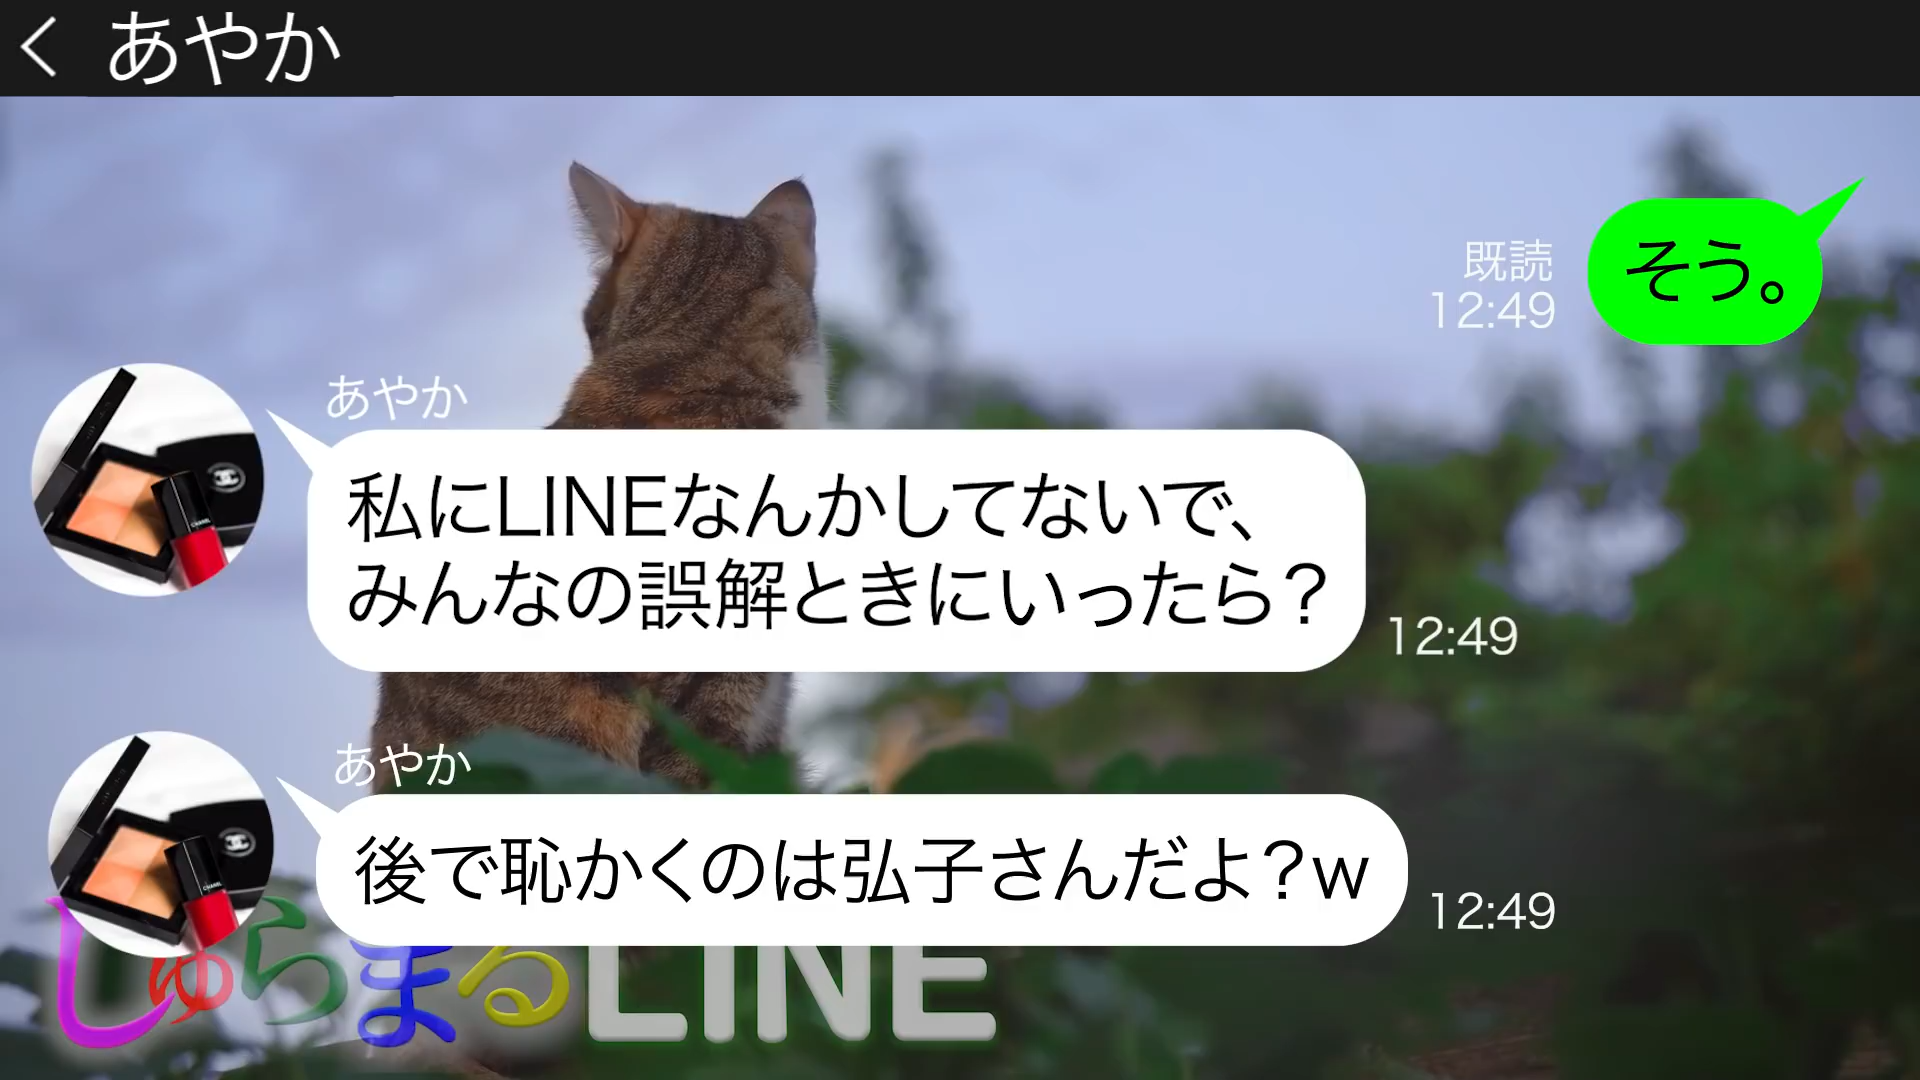 あやか
そう。
既読
12:49
あやか
私にLINEなんかしてないで、
みんなの誤解ときにいったら？
12:49
あやか
後で恥かくのは弘子さんだよ？w
12:49
しゅらまるLINE
CHANEL
CHANEL